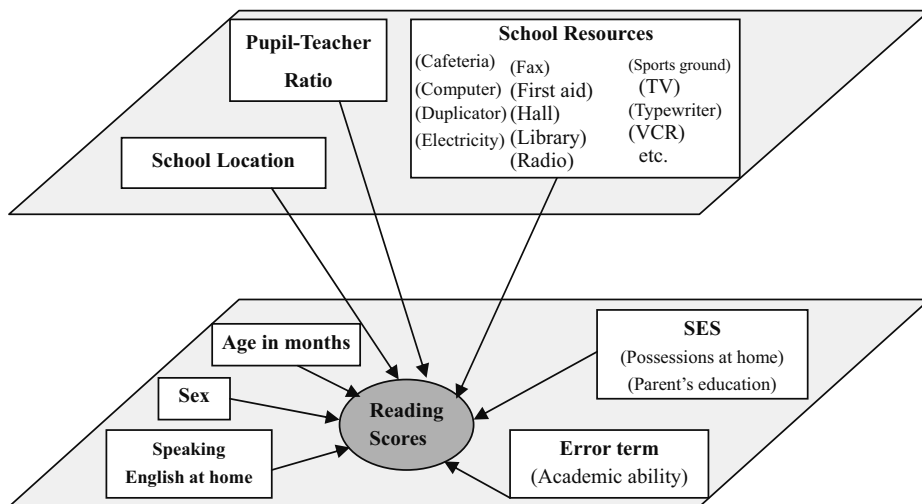 Pupil-Teacher
Ratio
School Resources
(Cafeteria)
(Computer)
(Duplicator)
(Electricity)
(Fax)
(First aid)
(Hall)
(Library)
(Radio)
(Sports ground)
(TV)
(Typewriter)
(VCR)
etc.
School Location
Age in months
Sex
Speaking
English at home
Reading
Scores
SES
(Possessions at home)
(Parent’s education)
Error term
(Academic ability)